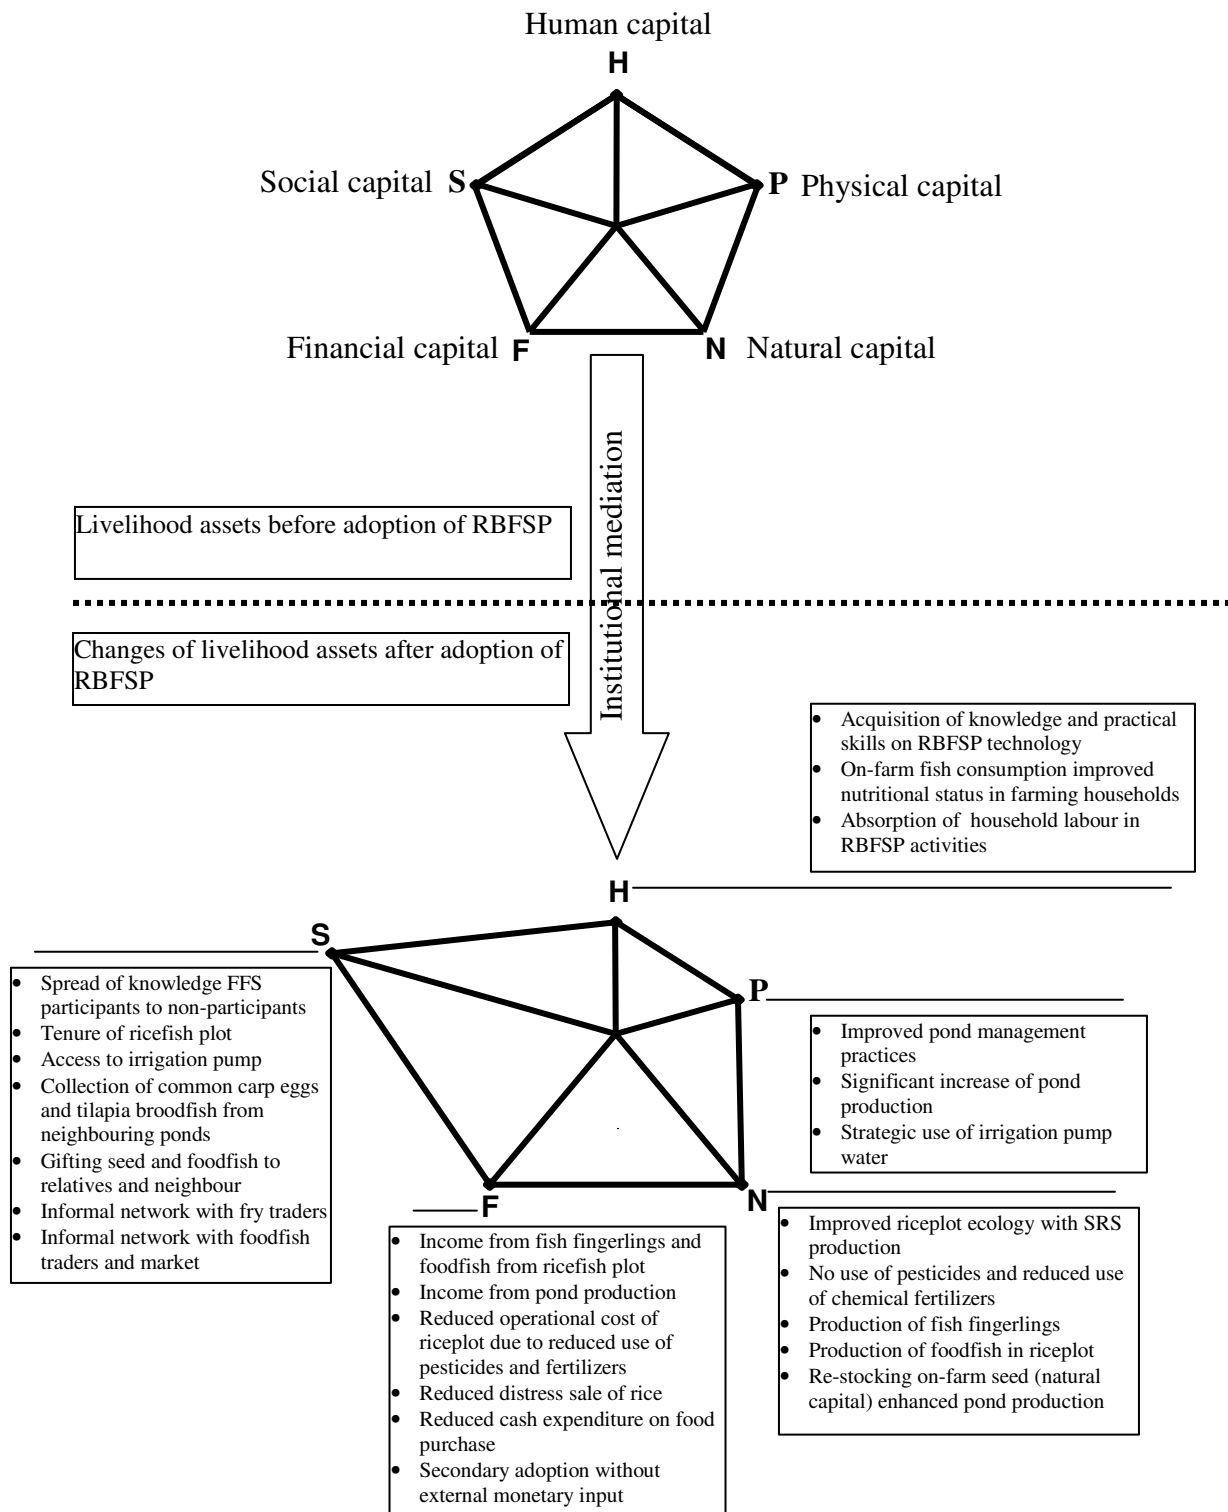 Human capital
H
Social capital S
P Physical capital
Financial capital F
N Natural capital
Institutional mediation
Livelihood assets before adoption of RBFSP
Changes of livelihood assets after adoption of
RBFSP
• Acquisition of knowledge and practical
skills on RBFSP technology
• On-farm fish consumption improved
nutritional status in farming households
• Absorption of household labour in
RBFSP activities
H
S
P
• Spread of knowledge FFS
participants to non-participants
• Tenure of ricefish plot
• Access to irrigation pump
• Collection of common carp eggs
and tilapia broodfish from
neighbouring ponds
• Gifting seed and foodfish to
relatives and neighbour
• Informal network with fry traders
• Informal network with foodfish
traders and market
• Improved pond management
practices
• Significant increase of pond
production
• Strategic use of irrigation pump
water
F
N
• Income from fish fingerlings and
foodfish from ricefish plot
• Income from pond production
• Reduced operational cost of
riceplot due to reduced use of
pesticides and fertilizers
• Reduced distress sale of rice
• Reduced cash expenditure on food
purchase
• Secondary adoption without
external monetary input
• Improved riceplot ecology with SRS
production
• No use of pesticides and reduced use
of chemical fertilizers
• Production of fish fingerlings
• Production of foodfish in riceplot
• Re-stocking on-farm seed (natural
capital) enhanced pond production